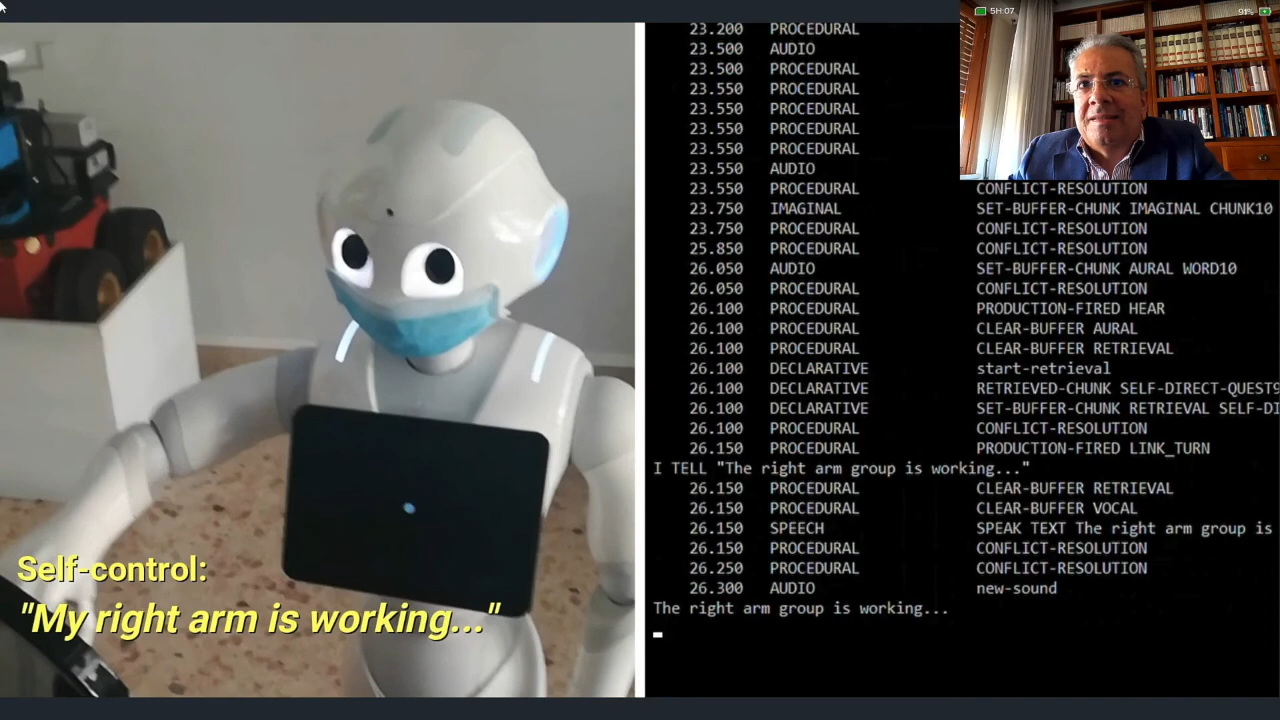 5H:07
91%
23.200 PROCEDURAL
23.500 AUDIO
23.500 PROCEDURAL
23.550 PROCEDURAL
23.550 PROCEDURAL
23.550 PROCEDURAL
23.550 PROCEDURAL
23.550 AUDIO
23.550 PROCEDURAL CONFLICT-RESOLUTION
23.750 IMAGINAL SET-BUFFER-CHUNK IMAGINAL CHUNK10
23.750 PROCEDURAL CONFLICT-RESOLUTION
25.850 PROCEDURAL CONFLICT-RESOLUTION
26.050 AUDIO SET-BUFFER-CHUNK AURAL WORD10
26.050 PROCEDURAL CONFLICT-RESOLUTION
26.100 PROCEDURAL PRODUCTION-FIRED HEAR
26.100 PROCEDURAL CLEAR-BUFFER AURAL
26.100 PROCEDURAL CLEAR-BUFFER RETRIEVAL
26.100 DECLARATIVE start-retrieval
26.100 DECLARATIVE RETRIEVED-CHUNK SELF-DIRECT-QUEST9
26.100 DECLARATIVE SET-BUFFER-CHUNK RETRIEVAL SELF-DI
26.100 PROCEDURAL CONFLICT-RESOLUTION
26.150 PROCEDURAL PRODUCTION-FIRED LINK_TURN
I TELL "The right arm group is working..."
26.150 PROCEDURAL CLEAR-BUFFER RETRIEVAL
26.150 PROCEDURAL CLEAR-BUFFER VOCAL
26.150 SPEECH SPEAK TEXT The right arm group is
26.150 PROCEDURAL CONFLICT-RESOLUTION
26.250 PROCEDURAL CONFLICT-RESOLUTION
26.300 AUDIO new-sound
The right arm group is working...
Self-control:
"My right arm is working..."